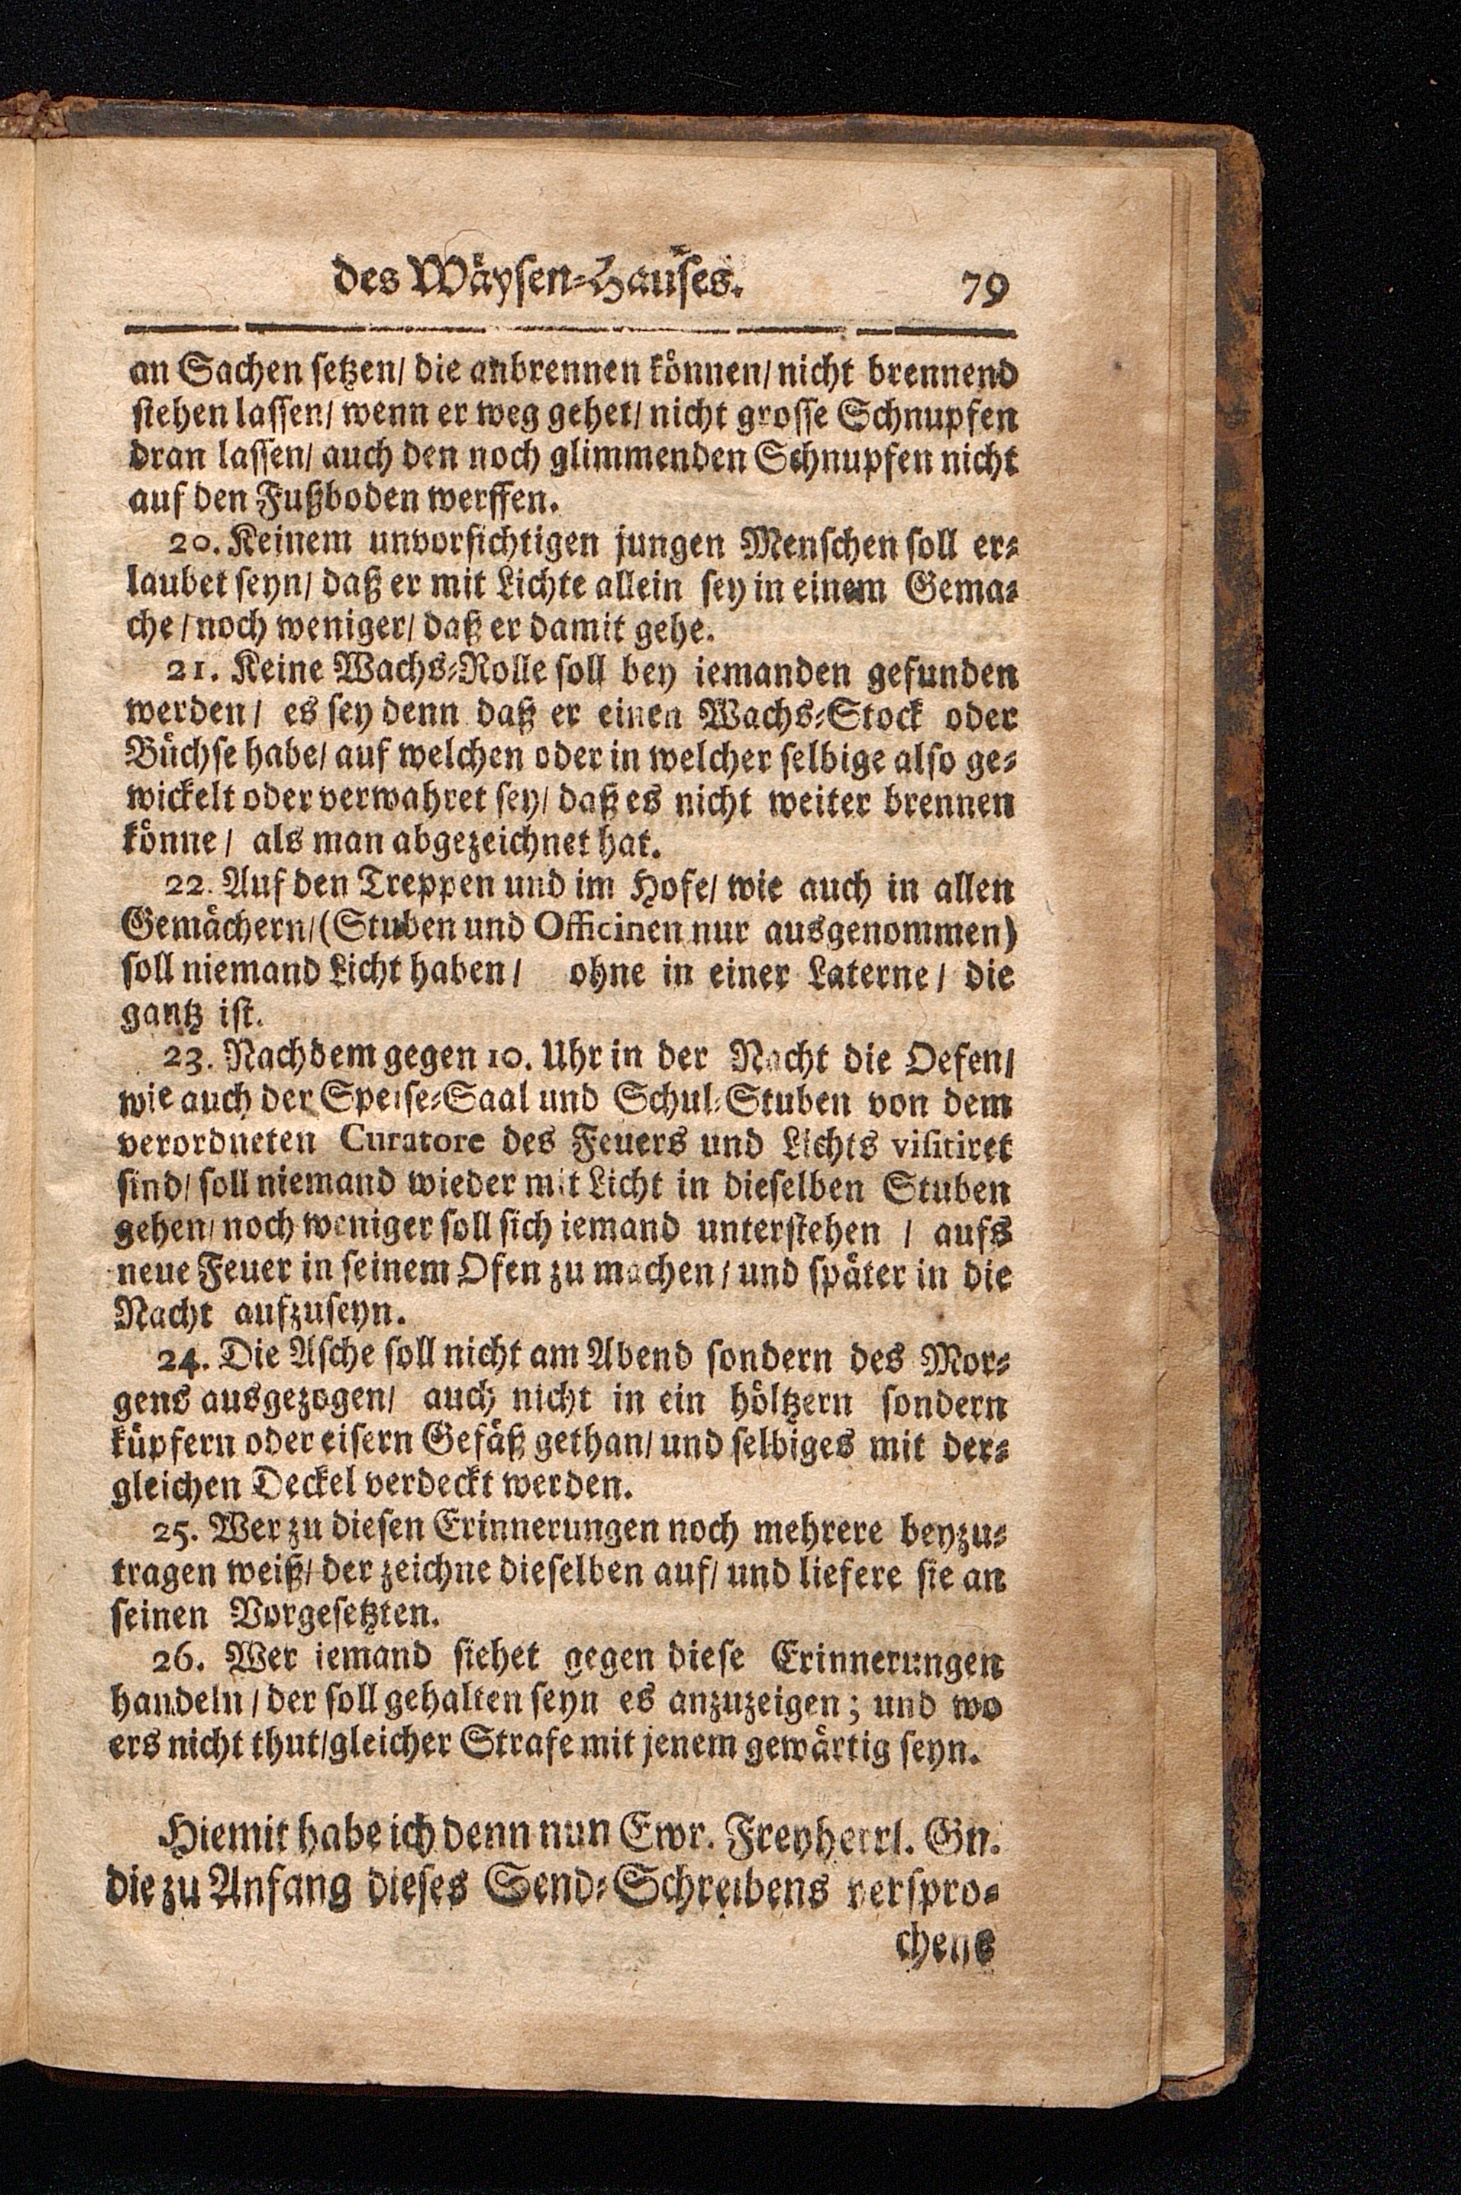 des Wäysen-Hauses. 79
an Sachen setzen/ die anbrennen können/ nicht brennend
stehen lassen/ wenn er weg gehet/ nicht grosse Schnupfen
dran lassen/ auch den noch glimmenden Schnupfen nicht
auf den Fußboden werffen.
20. Keinem unvorsichtigen jungen Menschen soll er-
laubet seyn/ daß er mit Lichte allein sey in einem Gema-
che/ noch weniger/ daß er damit gehe.
21. Keine Wachs-Rolle soll bey iemanden gefunden
werden/ es sey denn daß er einen Wachs-Stock oder
Büchse habe/ auf welchen oder in welcher selbige also ge-
wickelt oder verwahret sey/ daß es nicht weiter brennen
könne/ als man abgezeichnet hat.
22. Auf den Treppen und im Hofe/ wie auch in allen
Gemächern/ (Stuben und Officinen nur ausgenommen)
soll niemand Licht haben/ ohne in einer Laterne/ die
gantz ist.
23. Nachdem gegen 10. Uhr in der Nacht die Oefen/
wie auch der Speise-Saal und Schul-Stuben von dem
verordneten Curatore des Feuers und Lichts visitiret
sind/ soll niemand wieder mit Licht in dieselben Stuben
gehen/ noch weniger soll sich iemand unterstehen / aufs
neue Feuer in seinem Ofen zu machen/ und später in die
Nacht aufzuseyn.
24. Die Asche soll nicht am Abend sondern des Mor-
gens ausgezogen/ auch nicht in ein höltzern sondern
küpfern oder eisern Gefäß gethan/ und selbiges mit der-
gleichen Deckel verdeckt werden.
25. Wer zu diesen Erinnerungen noch mehrere beyzu-
tragen weiß/ der zeichne dieselben auf/ und liefere sie an
seinen Vorgesetzten.
26. Wer iemand siehet gegen diese Erinnerungen
handeln/ der soll gehalten seyn es anzuzeigen; und wo
ers nicht thut/ gleicher Strafe mit jenem gewärtig seyn.
Hiemit habe ich denn nun Ewr. Freyherrl. Gn.
die zu Anfang dieses Send-Schreibens verspro-
chens